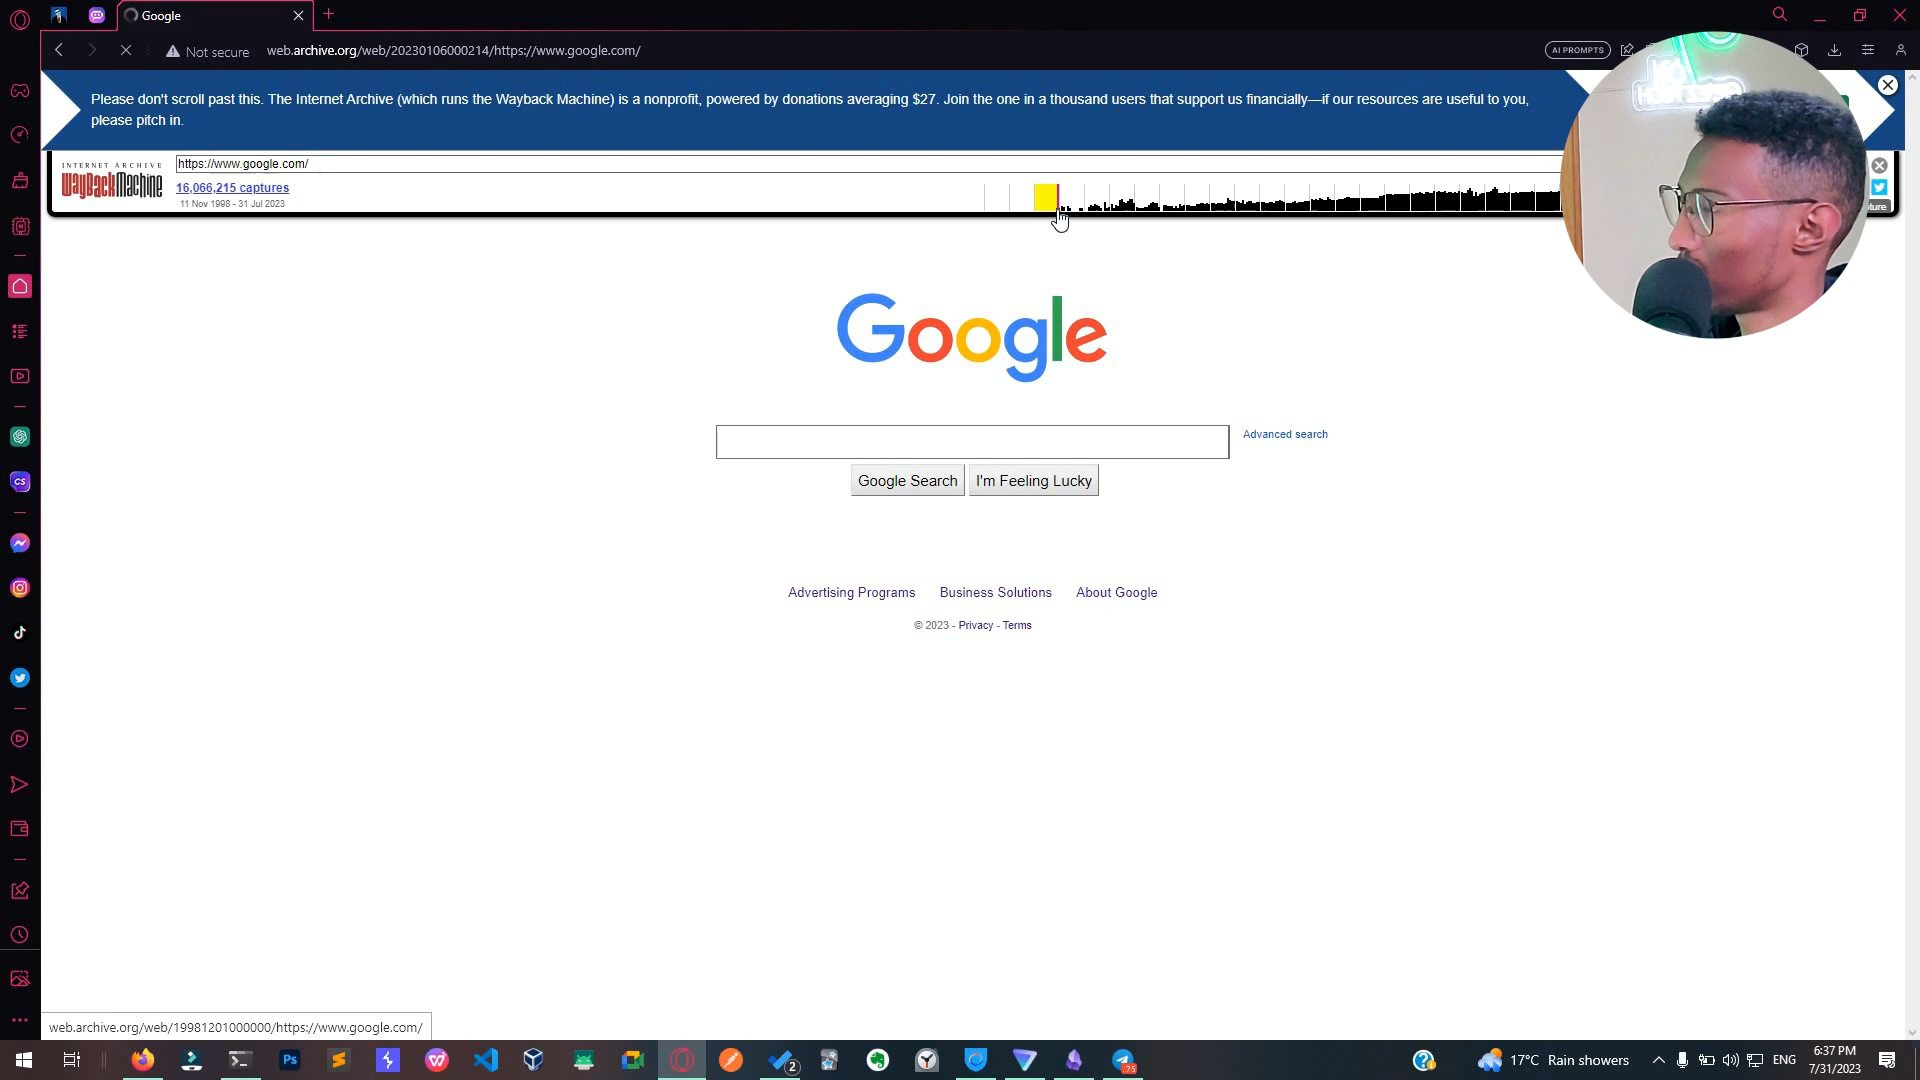 Google
Not secure
web.archive.org/web/20230106000214/https://www.google.com/
AI PROMPTS
Please don't scroll past this. The Internet Archive (which runs the Wayback Machine) is a nonprofit, powered by donations averaging $27. Join the one in a thousand users that support us financially—if our resources are useful to you,
please pitch in.
INTERNET ARCHIVE
WayBackMachine
https://www.google.com/
16,066,215 captures
11 Nov 1998 - 31 Jul 2023
Google
Advanced search
Google Search
I'm Feeling Lucky
Advertising Programs
Business Solutions
About Google
© 2023 - Privacy - Terms
CS
web.archive.org/web/19981201000000/https://www.google.com/
Ps
2
.75
17°C Rain showers
ENG
6:37 PM
7/31/2023